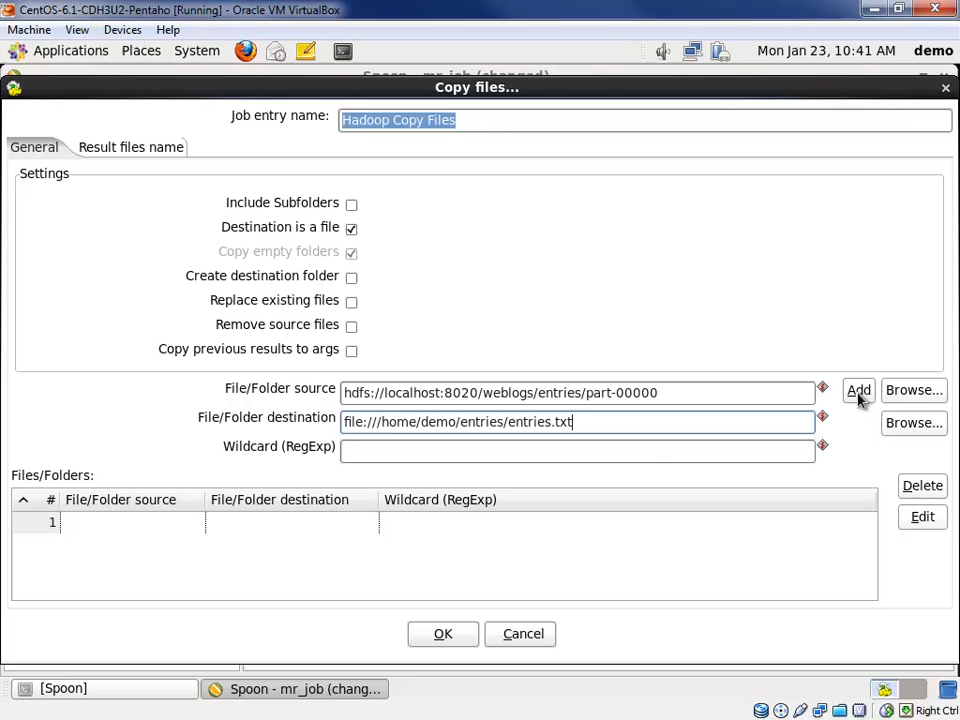 CentOS-6.1-CDH3U2-Pentaho [Running] - Oracle VM VirtualBox
Machine View Devices Help
Applications Places System Mon Jan 23, 10:41 AM demo
Spoon - mr_job (changed)
Copy files...
Job entry name: Hadoop Copy Files
General Result files name
Settings
Include Subfolders
Destination is a file
Copy empty folders
Create destination folder
Replace existing files
Remove source files
Copy previous results to args
File/Folder source hdfs://localhost:8020/weblogs/entries/part-00000 Add Browse...
File/Folder destination file:///home/demo/entries/entries.txt Browse...
Wildcard (RegExp)
Files/Folders:
# File/Folder source File/Folder destination Wildcard (RegExp) Delete
1 Edit
OK Cancel
[Spoon] Spoon - mr_job (chang...
Right Ctrl